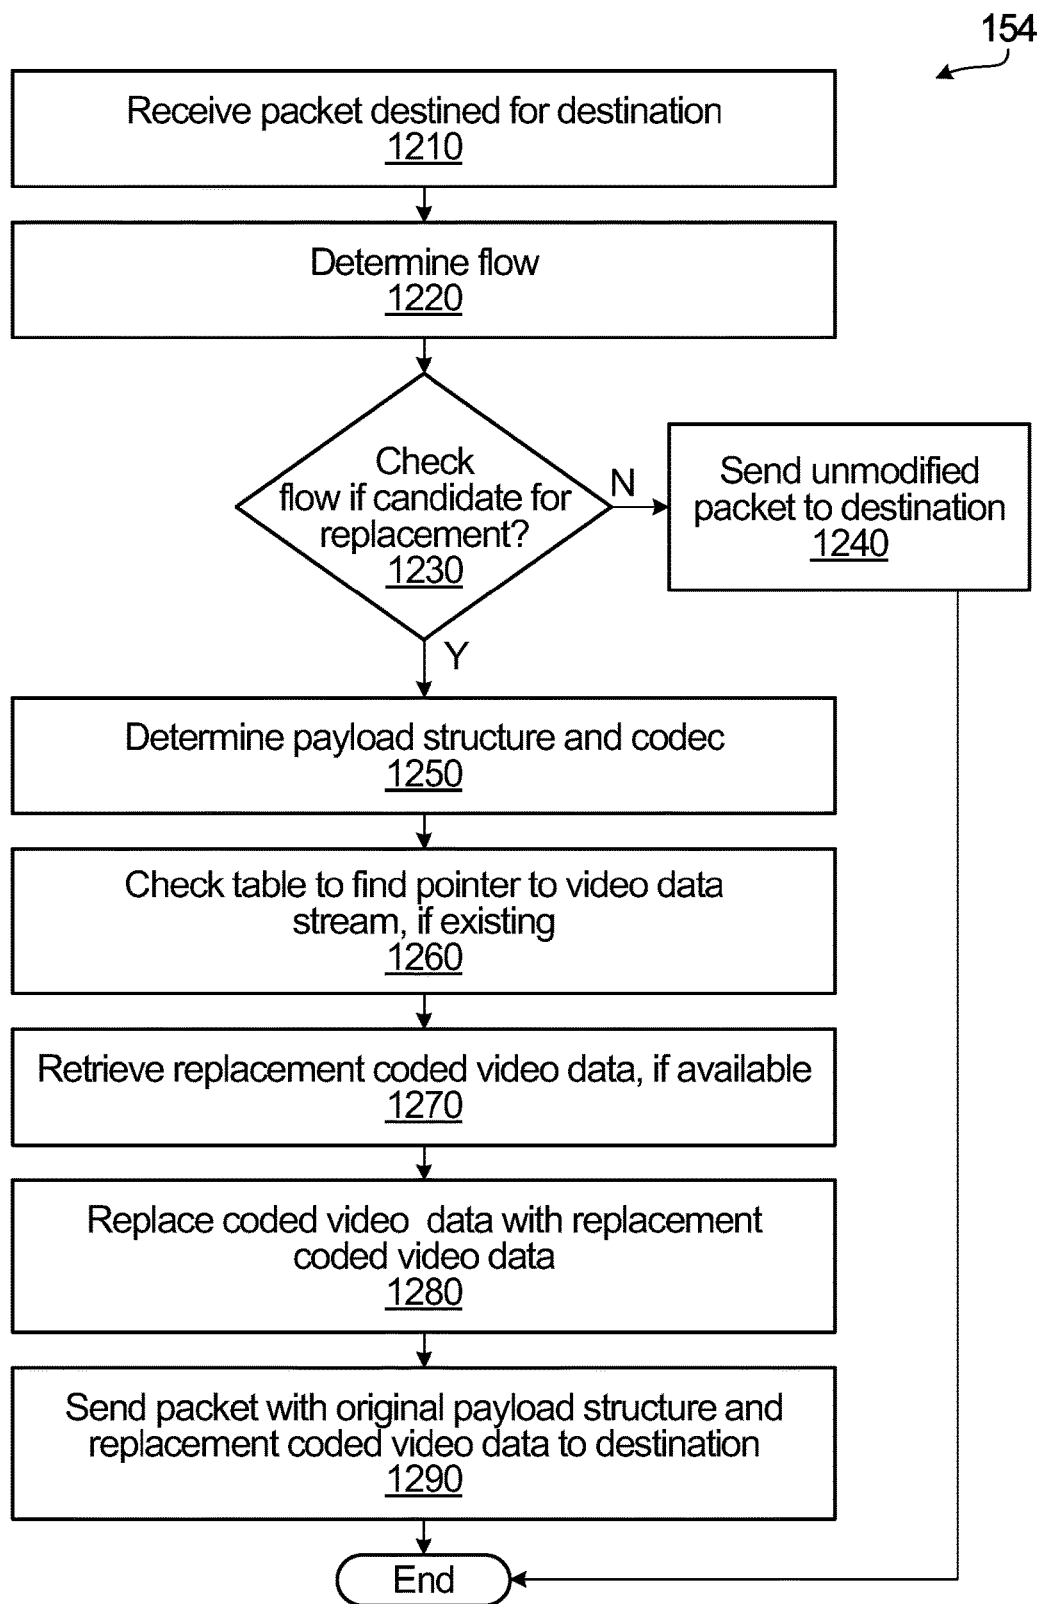 154
Receive packet destined for destination
1210
Determine flow
1220
Check
flow if candidate for
replacement?
1230
N
Send unmodified
packet to destination
1240
Y
Determine payload structure and codec
1250
Check table to find pointer to video data
stream, if existing
1260
Retrieve replacement coded video data, if available
1270
Replace coded video data with replacement
coded video data
1280
Send packet with original payload structure and
replacement coded video data to destination
1290
End